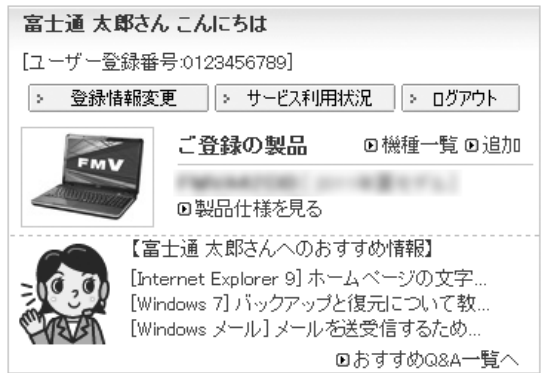 富士通 太郎さん こんにちは
[ユーザー登録番号:0123456789]
登録情報変更 サービス利用状況 ログアウト
ご登録の製品 機種一覧 追加
FMV
製品仕様を見る
【富士通 太郎さんへのおすすめ情報】
[Internet Explorer 9] ホームページの文字...
[Windows 7] バックアップと復元について教...
[Windows メール] メールを送受信するため...
おすすめQ&A一覧へ